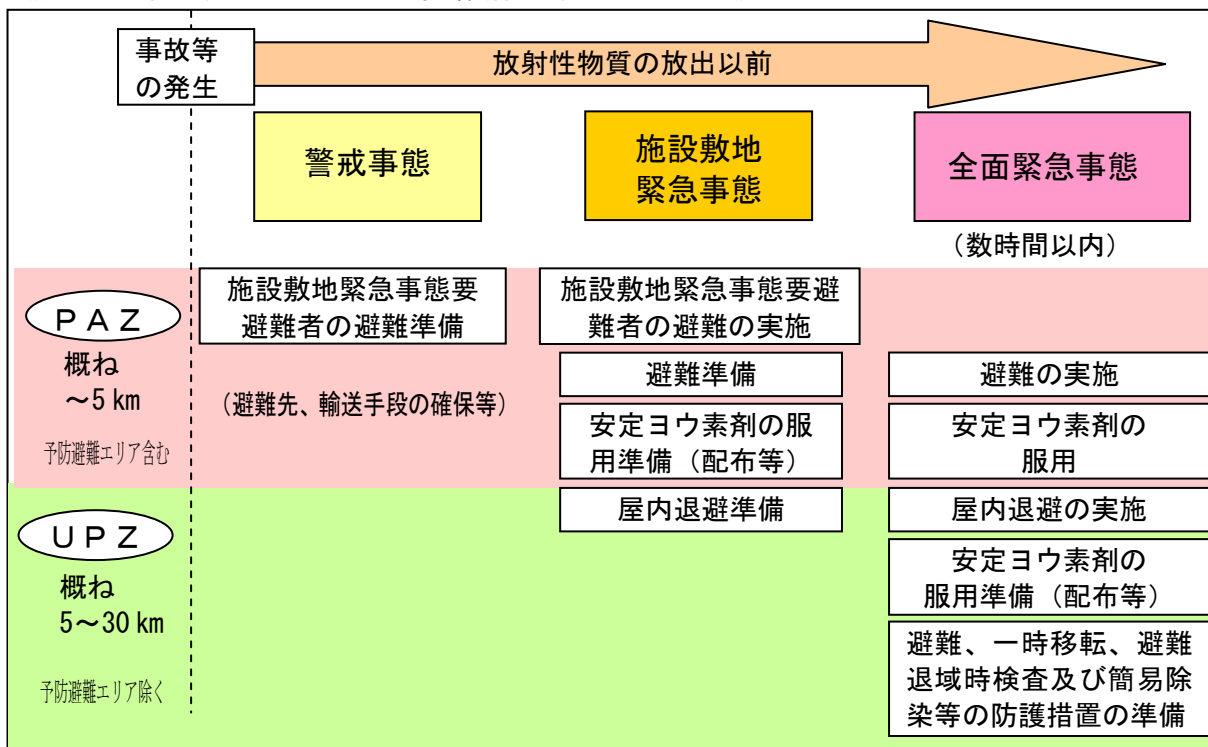 事故等
の発生
放射性物質の放出以前
警戒事態
施設敷地
緊急事態
全面緊急事態
(数時間以内)
ＰＡＺ
概ね
～5 km
予防避難エリア含む
施設敷地緊急事態要
避難者の避難準備
(避難先、輸送手段の確保等)
施設敷地緊急事態要避
難者の避難の実施
避難準備
安定ヨウ素剤の服
用準備（配布等）
避難の実施
安定ヨウ素剤の
服用
ＵＰＺ
概ね
5～30 km
予防避難エリア除く
屋内退避準備
屋内退避の実施
安定ヨウ素剤の
服用準備（配布等）
避難、一時移転、避難
退域時検査及び簡易除
染等の防護措置の準備